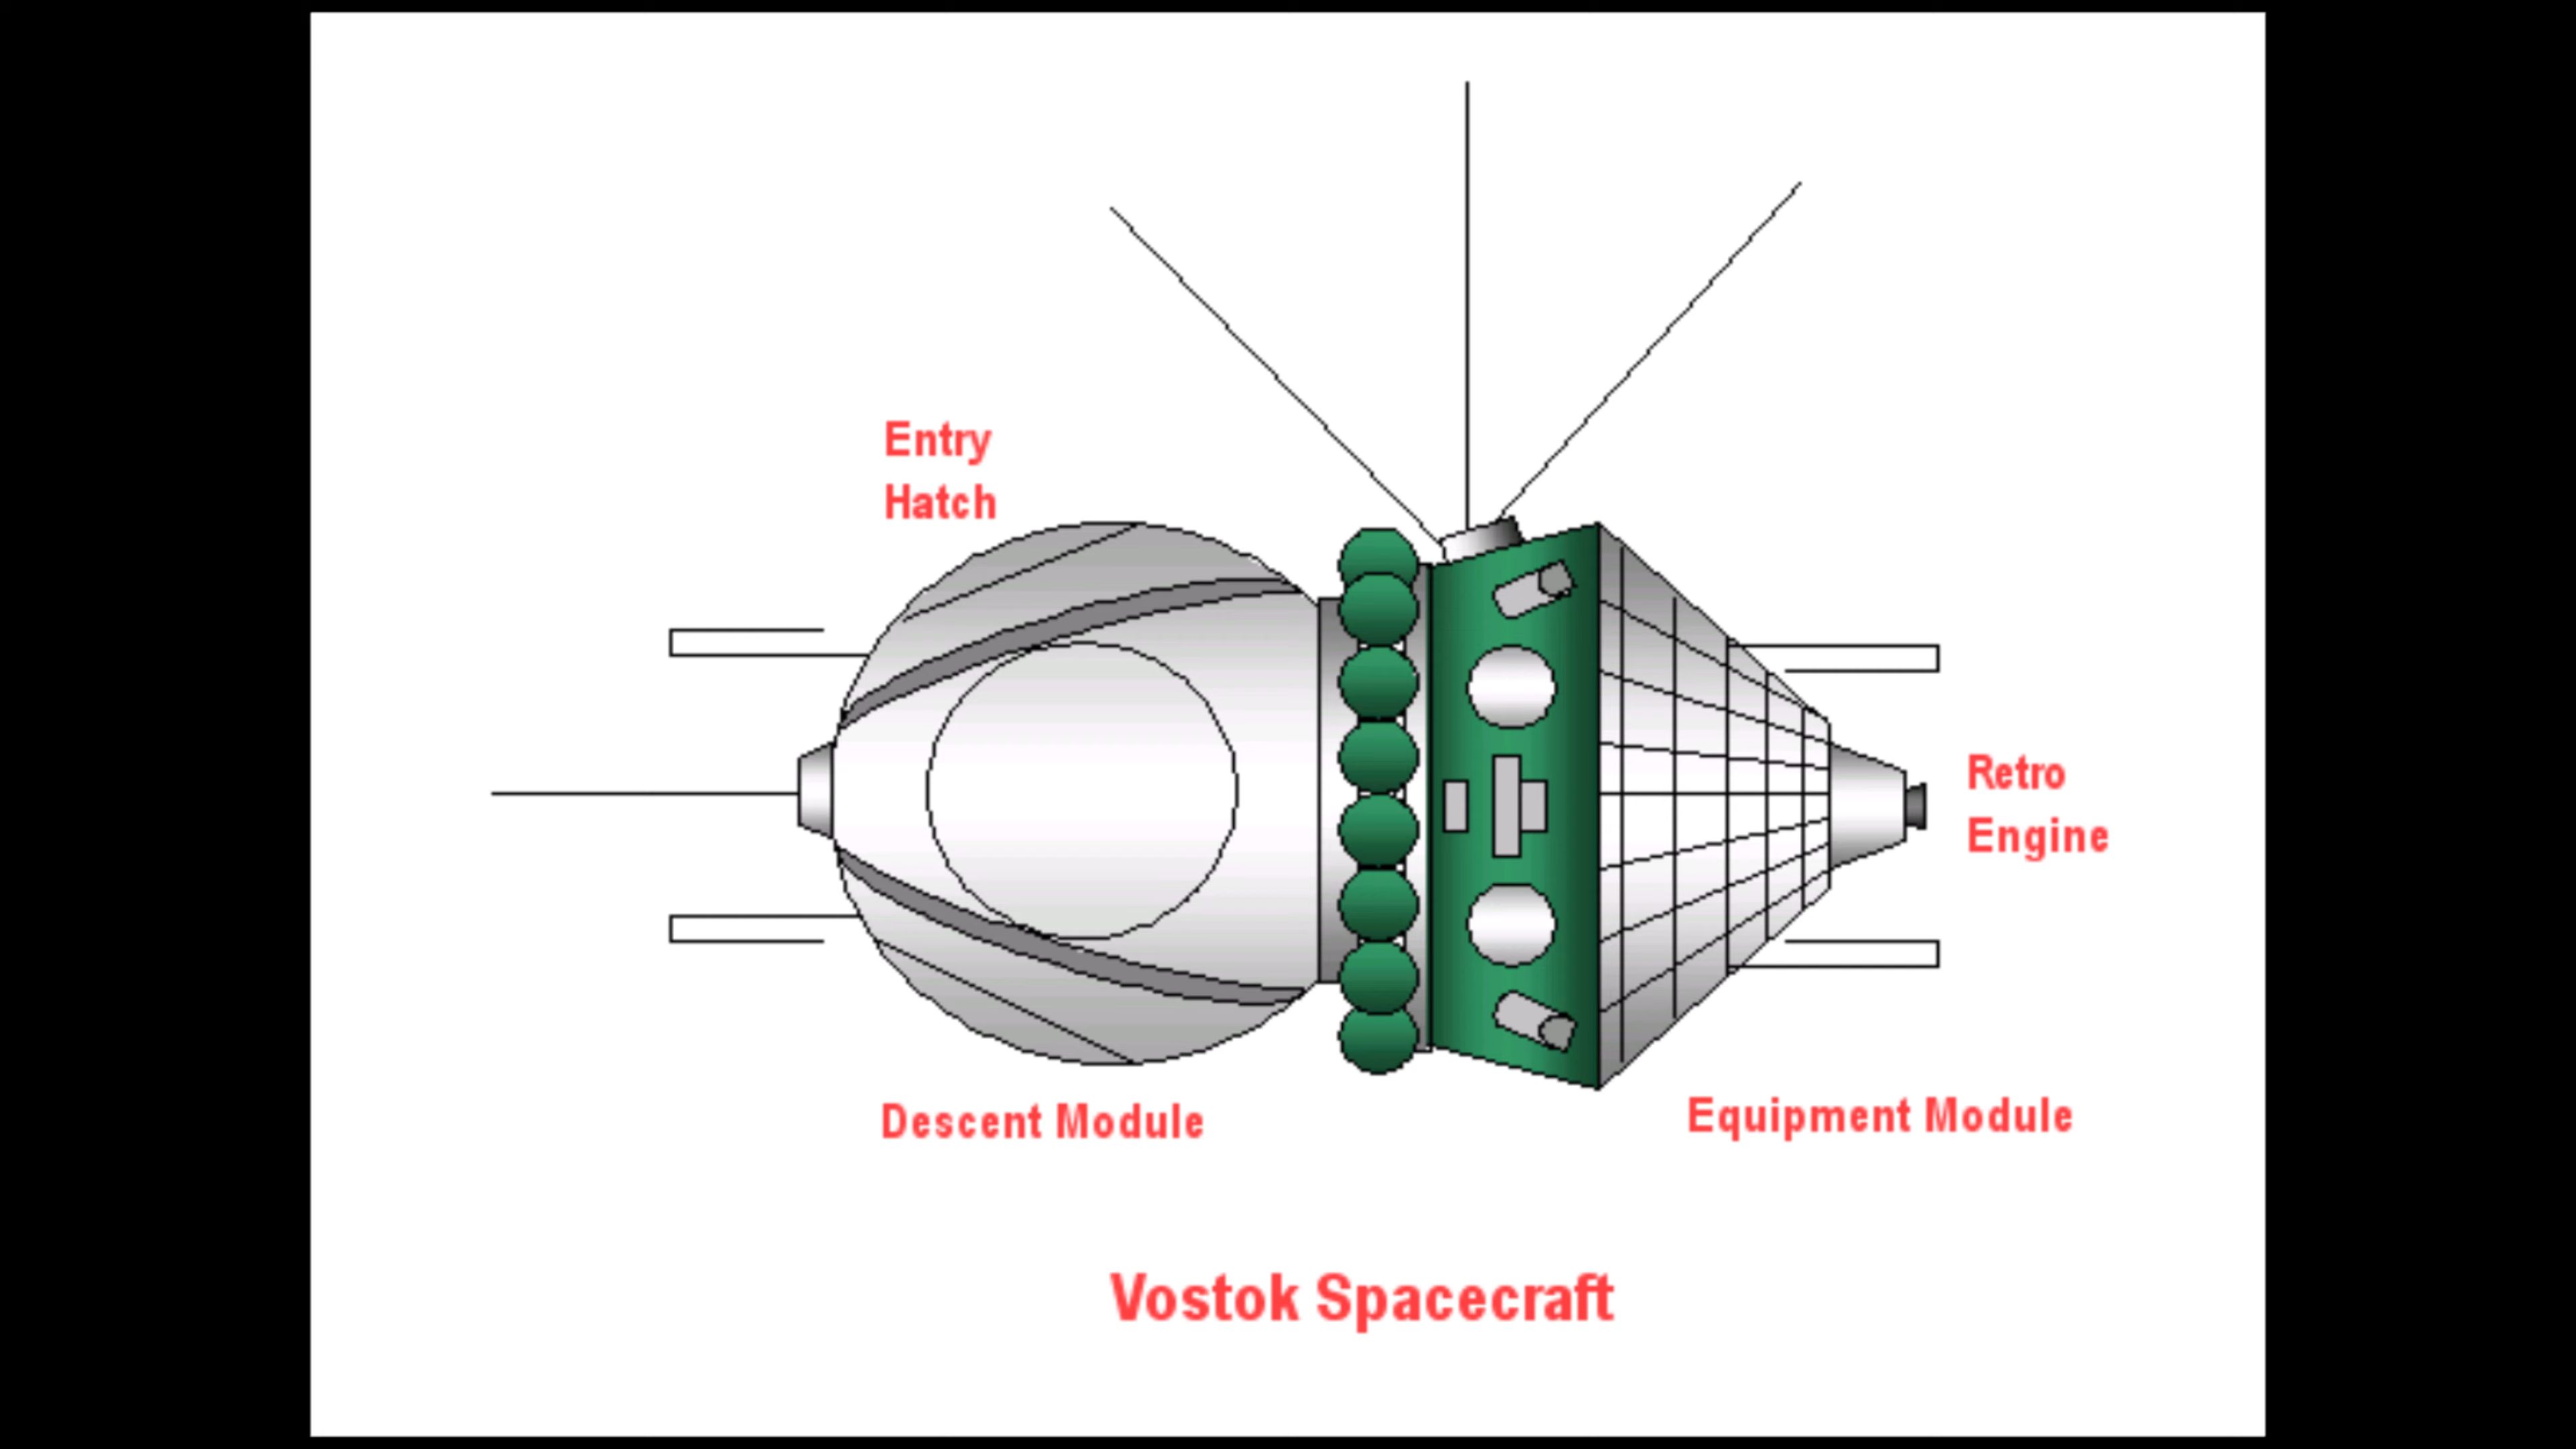 Entry
Hatch
Retro
Engine
Descent Module
Equipment Module
Vostok Spacecraft